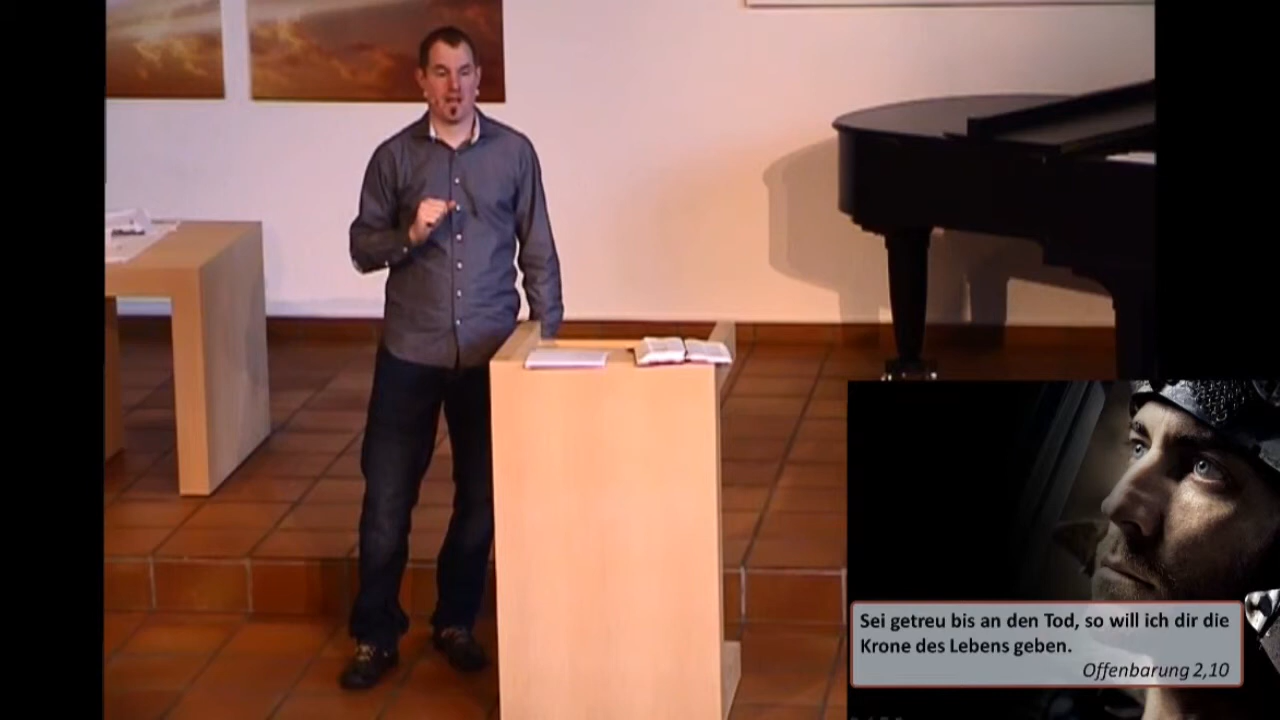 Sei getreu bis an den Tod, so will ich dir die
Krone des Lebens geben.
Offenbarung 2,10